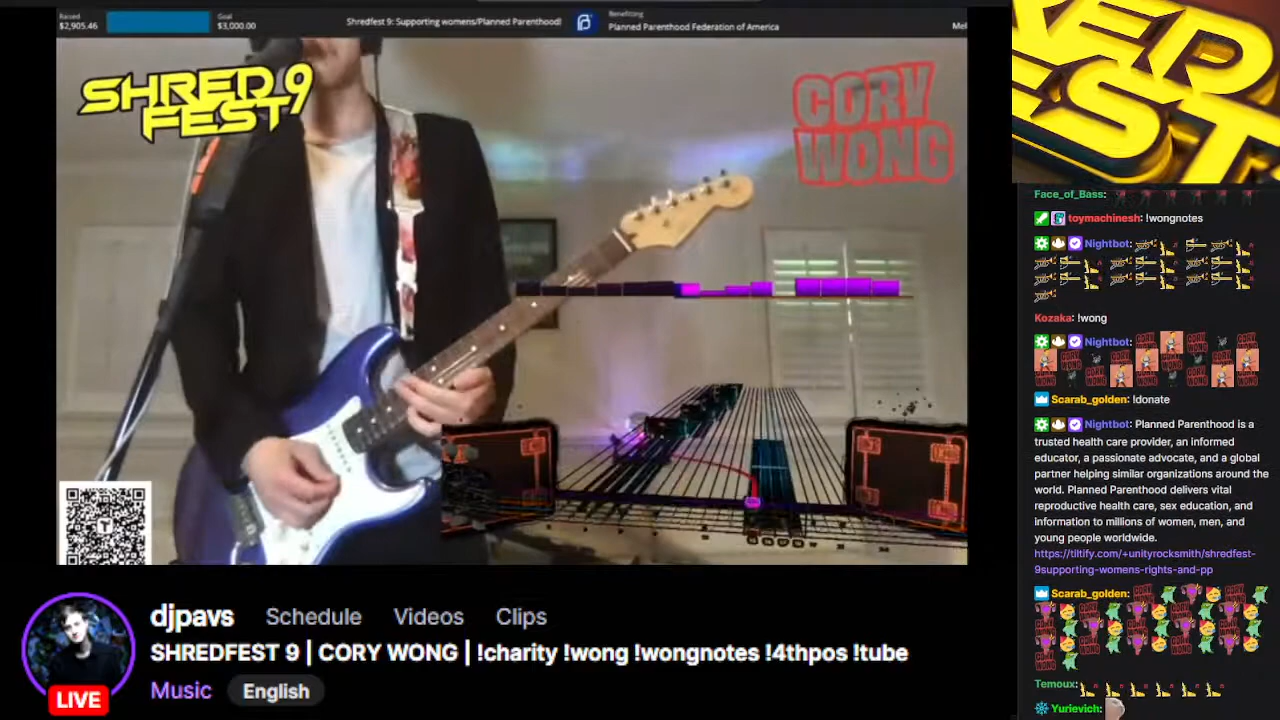 Raised
$2,905.46
Goal
$3,000.00
Shredfest 9: Supporting womens/Planned Parenthood!
Benefitting
Planned Parenthood Federation of America
Mel
SHRED 9
FEST
CORY
WONG
RED
EST
Face_of_Bass:
toymachinesh: !wongnotes
Nightbot:
Kozaka: !wong
Nightbot:
Scarab_golden: !donate
Nightbot: Planned Parenthood is a
trusted health care provider, an informed
educator, a passionate advocate, and a global
partner helping similar organizations around the
world. Planned Parenthood delivers vital
reproductive health care, sex education, and
information to millions of women, men, and
young people worldwide.
https://tiltify.com/+unityrocksmith/shredfest-
9supporting-womens-rights-and-pp
Scarab_golden:
Temoux:
Yurievich:
djpavs Schedule Videos Clips
SHREDFEST 9 | CORY WONG | !charity !wong !wongnotes !4thpos !tube
Music English
LIVE